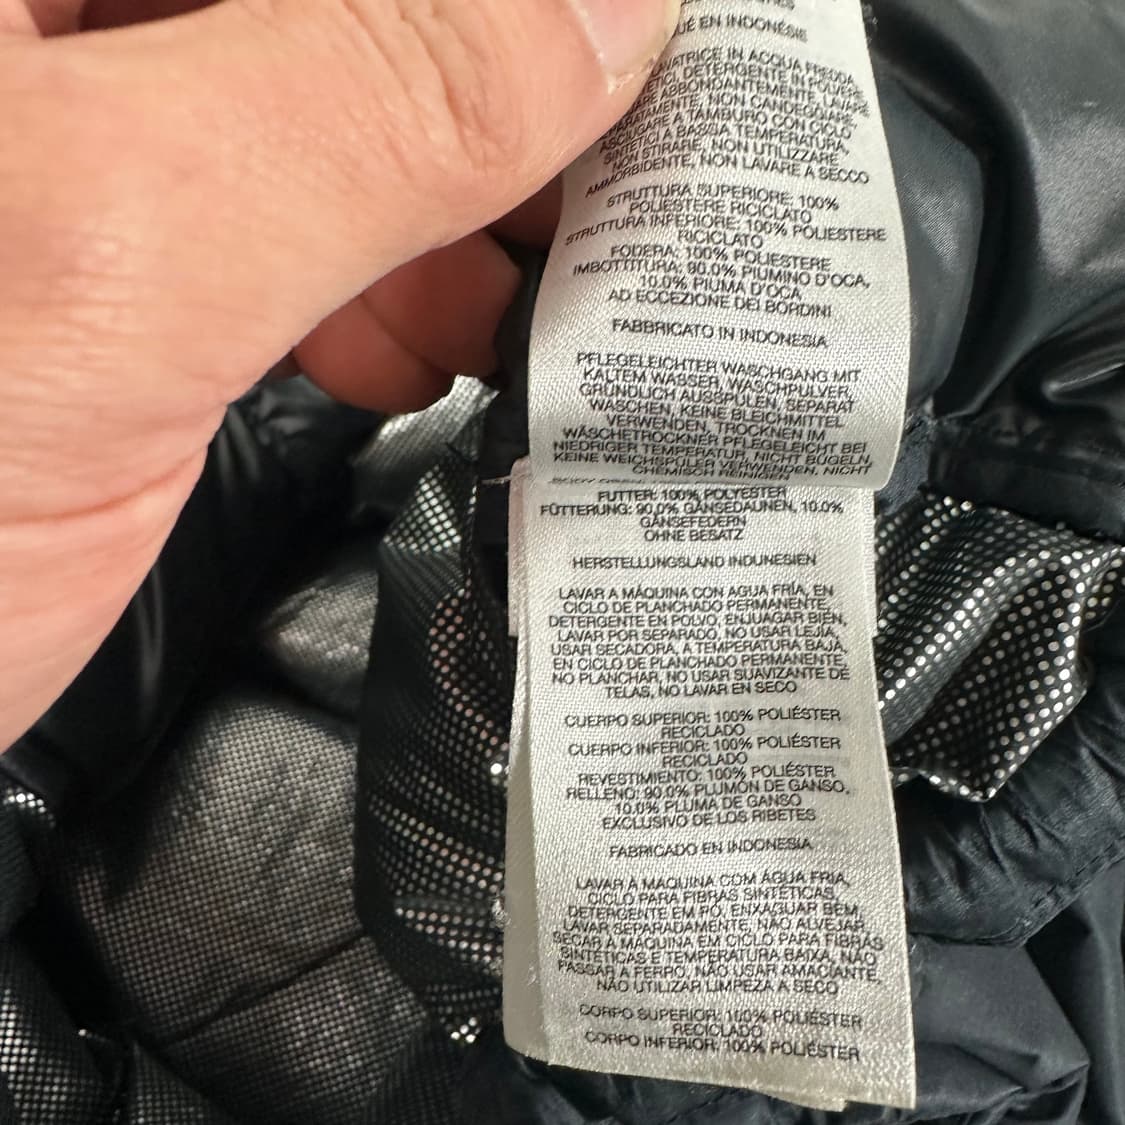 UÉ EN INDONÉSIE
AVATRICE IN ACQUA FREDDA,
TICI, DETERGENTE IN POLVERE,
ARE ABBONDANTEMENTE, LAVARE
ARATAMENTE, NON CANDEGGIARE,
ASCIUGARE A TAMBURO CON CICLO
SINTETICI A BASSA TEMPERATURA,
NON STIRARE, NON UTILIZZARE
AMMORBIDENTE, NON LAVARE A SECCO
STRUTTURA SUPERIORE: 100%
POLIESTERE RICICLATO
STRUTTURA INFERIORE: 100% POLIESTERE
RICICLATO
FODERA: 100% POLIESTERE
IMBOTTITURA: 90.0% PIUMINO D'OCA,
10.0% PIUMA D'OCA
AD ECCEZIONE DEI BORDINI
FABBRICATO IN INDONESIA
PFLEGELEICHTER WASCHGANG MIT
KALTEM WASSER, WASCHPULVER,
GRÜNDLICH AUSSPÜLEN, SEPARAT
WASCHEN, KEINE BLEICHMITTEL
VERWENDEN, TROCKNEN IM
WÄSCHETROCKNER PFLEGELEICHT BEI
NIEDRIGER TEMPERATUR, NICHT BÜGELN,
KEINE WEICHSPÜLER VERWENDEN, NICHT
CHEMISCH REINIGEN
FUTTER: 100% POLYESTER
FÜTTERUNG: 90,0% GÄNSEDAUNEN, 10.0%
GÄNSEFEDERN
OHNE BESATZ
HERSTELLUNGSLAND INDUNESIEN
LAVAR A MÁQUINA CON AGUA FRÍA, EN
CICLO DE PLANCHADO PERMANENTE,
DETERGENTE EN POLVO, ENJUAGAR BIEN,
LAVAR POR SEPARADO, NO USAR LEJÍA,
USAR SECADORA, A TEMPERATURA BAJA,
EN CICLO DE PLANCHADO PERMANENTE,
NO PLANCHAR, NO USAR SUAVIZANTE DE
TELAS, NO LAVAR EN SECO
CUERPO SUPERIOR: 100% POLIÉSTER
RECICLADO
CUERPO INFERIOR: 100% POLIÉSTER
RECICLADO
REVESTIMIENTO: 100% POLIÉSTER
RELLENO: 90.0% PLUMÓN DE GANSO,
10.0% PLUMA DE GANSO
EXCLUSIVO DE LOS RIBETES
FABRICADO EN INDONESIA
LAVAR À MÁQUINA COM ÁGUA FRIA,
CICLO PARA FIBRAS SINTÉTICAS,
DETERGENTE EM PÓ, ENXAGUAR BEM,
LAVAR SEPARADAMENTE, NÃO ALVEJAR,
SECAR À MÁQUINA EM CICLO PARA FIBRAS
SINTÉTICAS E TEMPERATURA BAIXA, NÃO
PASSAR A FERRO, NÃO USAR AMACIANTE,
NÃO UTILIZAR LIMPEZA A SECO
CORPO SUPERIOR: 100% POLIÉSTER
RECICLADO
CORPO INFERIOR: 100% POLIÉSTER